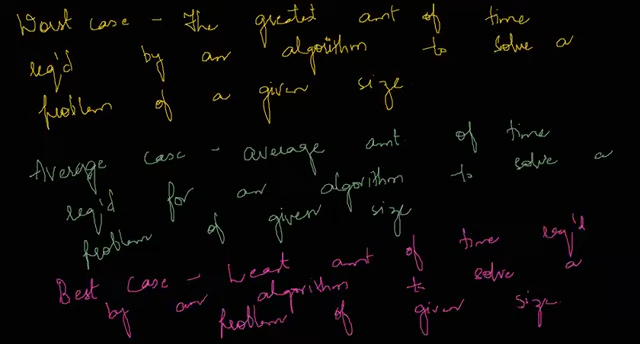 Worst case - The greatest amt of time
req'd by an algorithm to solve a
problem of a given size.
Average case - average amt of time
req'd for an algorithm to solve a
problem of given size
Best case - Least amt of time req'd
by an algorithm to solve a
problem of given size.